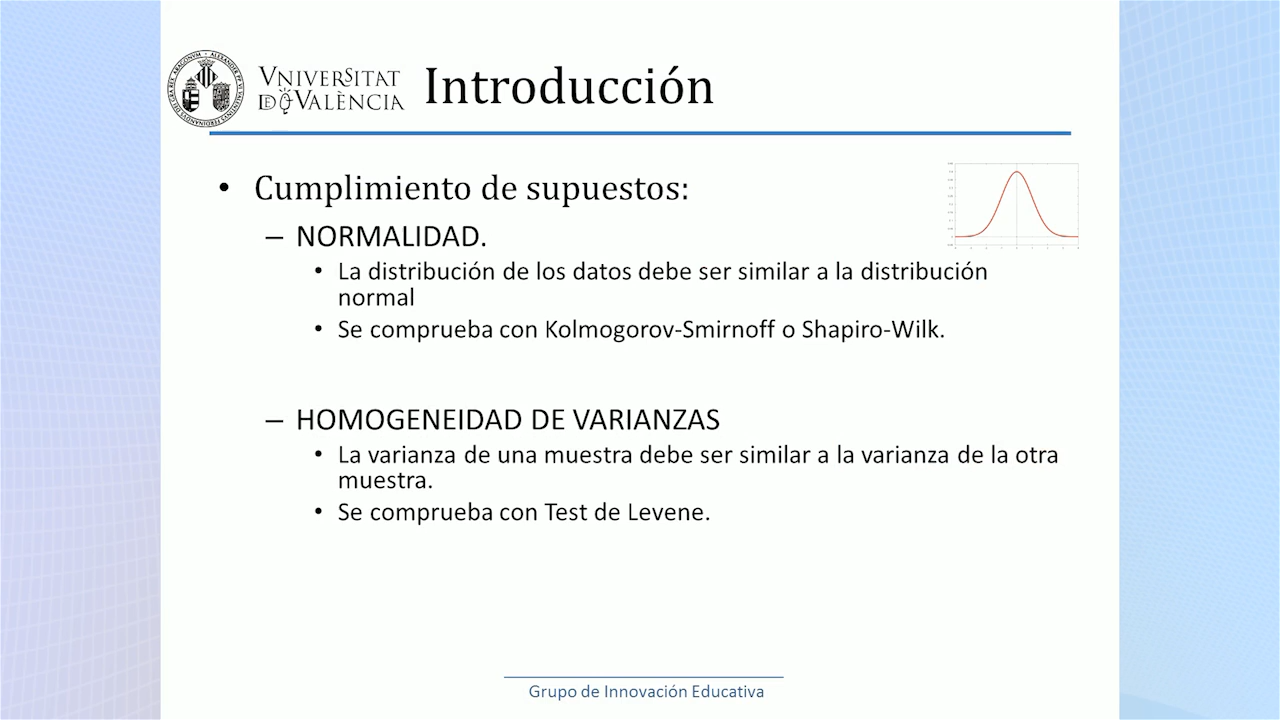 VNIVERSITAT
DE VALÈNCIA
Introducción
• Cumplimiento de supuestos:
– NORMALIDAD.
• La distribución de los datos debe ser similar a la distribución
normal
• Se comprueba con Kolmogorov-Smirnoff o Shapiro-Wilk.
– HOMOGENEIDAD DE VARIANZAS
• La varianza de una muestra debe ser similar a la varianza de la otra
muestra.
• Se comprueba con Test de Levene.
Grupo de Innovación Educativa